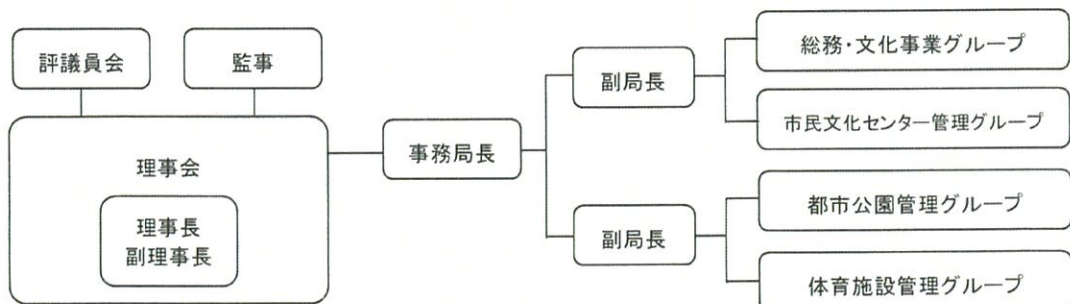 評議員会
監事
理事会
理事長
副理事長
事務局長
副局長
副局長
総務・文化事業グループ
市民文化センター管理グループ
都市公園管理グループ
体育施設管理グループ